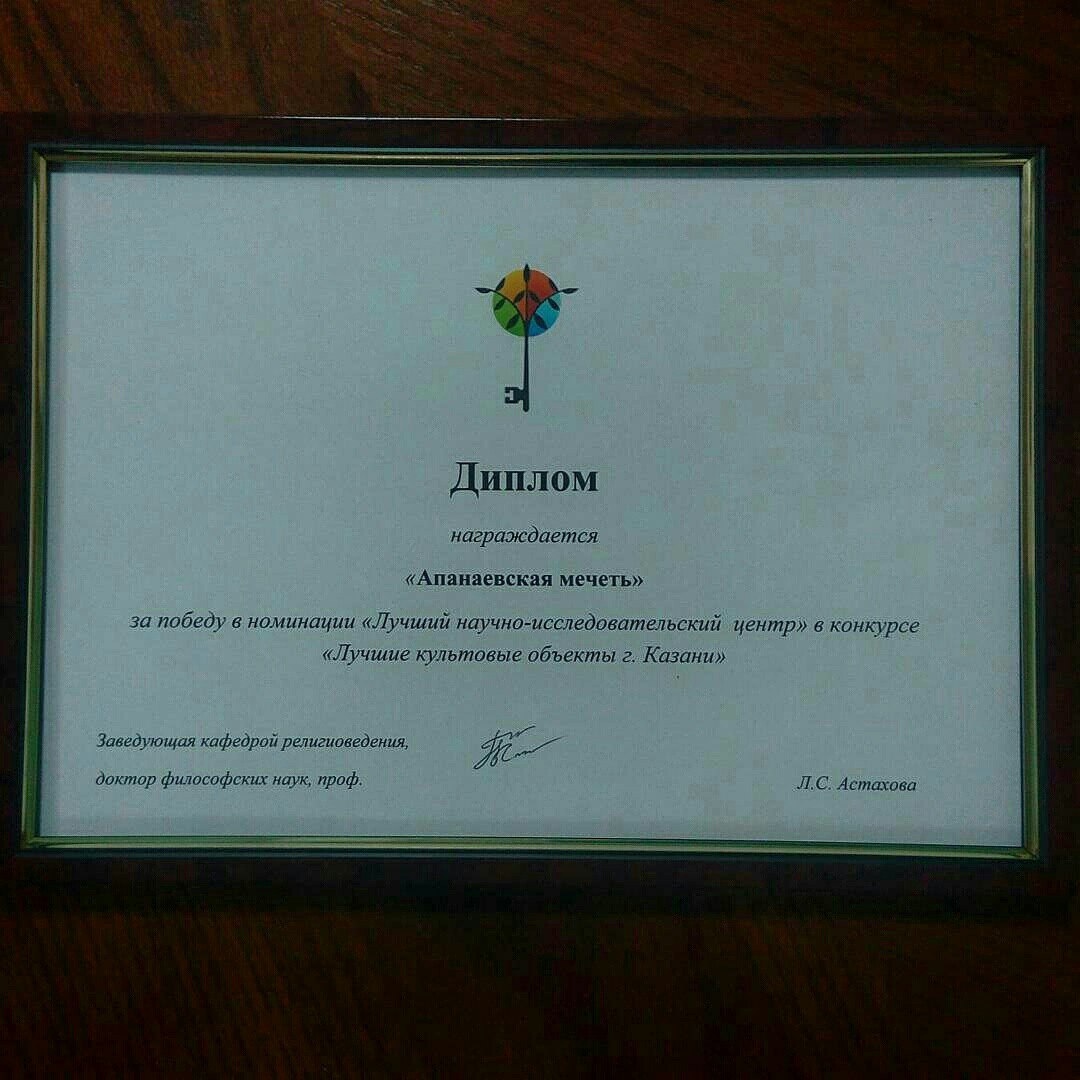 Диплом
награждается
«Апанаевская мечеть»
за победу в номинации «Лучший научно-исследовательский центр» в конкурсе
«Лучшие культовые объекты г. Казани»
Заведующая кафедрой религиоведения,
доктор философских наук, проф.
Л.С. Астахова